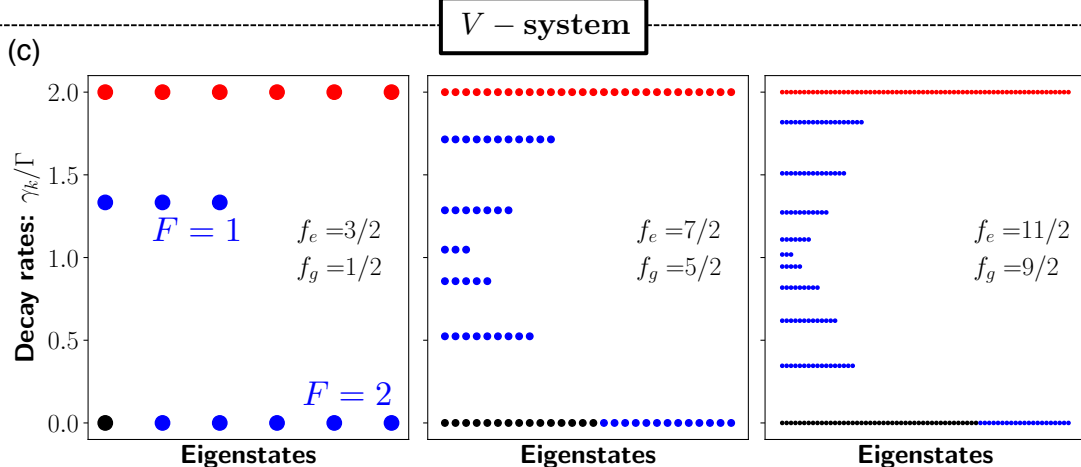 V − system
(c)
Decay rates: γk/Γ
2.0
1.5
1.0
0.5
0.0
F = 1
fe =3/2
fg =1/2
F = 2
fe =7/2
fg =5/2
fe =11/2
fg =9/2
Eigenstates
Eigenstates
Eigenstates